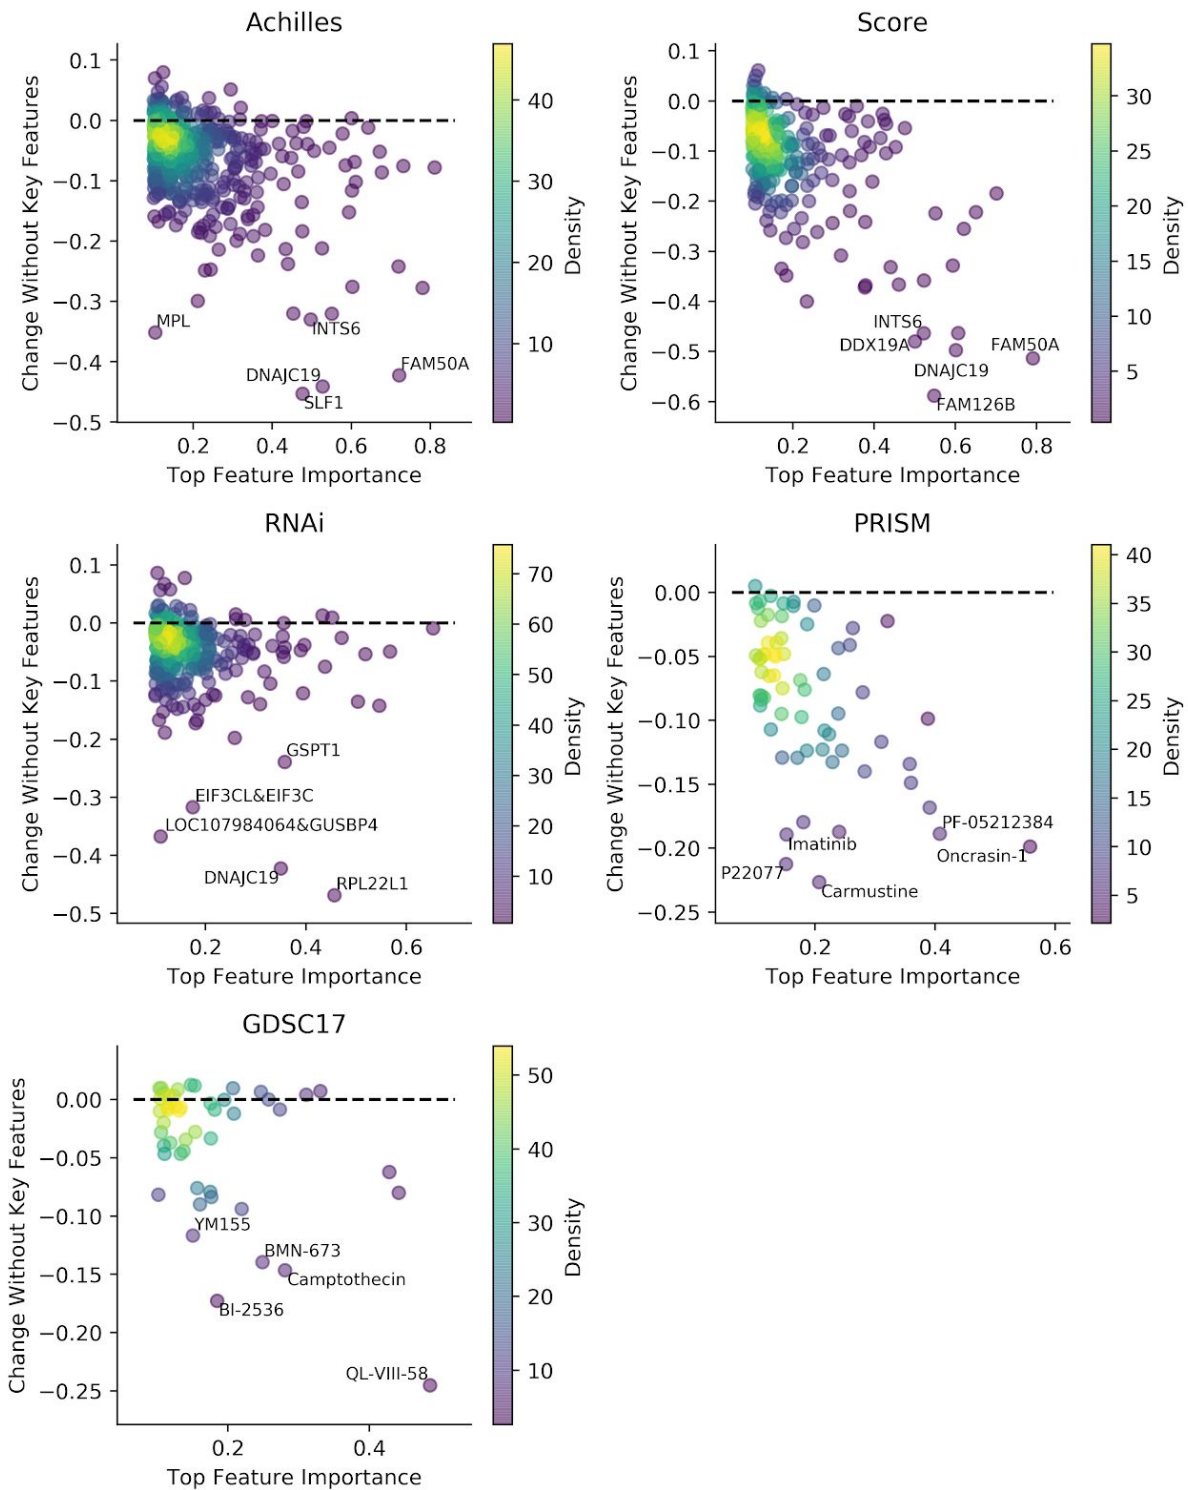 Achilles
Change Without Key Features
0.1
0.0
−0.1
−0.2
−0.3
−0.4
−0.5
MPL
INTS6
FAM50A
DNAJC19
SLF1
0.2 0.4 0.6 0.8
Top Feature Importance
40
30
20
10
Density
Score
Change Without Key Features
0.1
0.0
−0.1
−0.2
−0.3
−0.4
−0.5
−0.6
INTS6
DDX19A
FAM50A
DNAJC19
FAM126B
0.2 0.4 0.6 0.8
Top Feature Importance
30
25
20
15
10
5
Density
RNAi
Change Without Key Features
0.1
0.0
−0.1
−0.2
−0.3
−0.4
−0.5
GSPT1
EIF3CL&EIF3C
LOC107984064&GUSBP4
DNAJC19
RPL22L1
0.2 0.4 0.6
Top Feature Importance
70
60
50
40
30
20
10
Density
PRISM
Change Without Key Features
0.00
−0.05
−0.10
−0.15
−0.20
−0.25
PF-05212384
Imatinib
Oncrasin-1
P22077
Carmustine
0.2 0.4 0.6
Top Feature Importance
40
35
30
25
20
15
10
5
Density
GDSC17
Change Without Key Features
0.00
−0.05
−0.10
−0.15
−0.20
−0.25
YM155
BMN-673
Camptothecin
BI-2536
QL-VIII-58
0.2 0.4
Top Feature Importance
50
40
30
20
10
Density